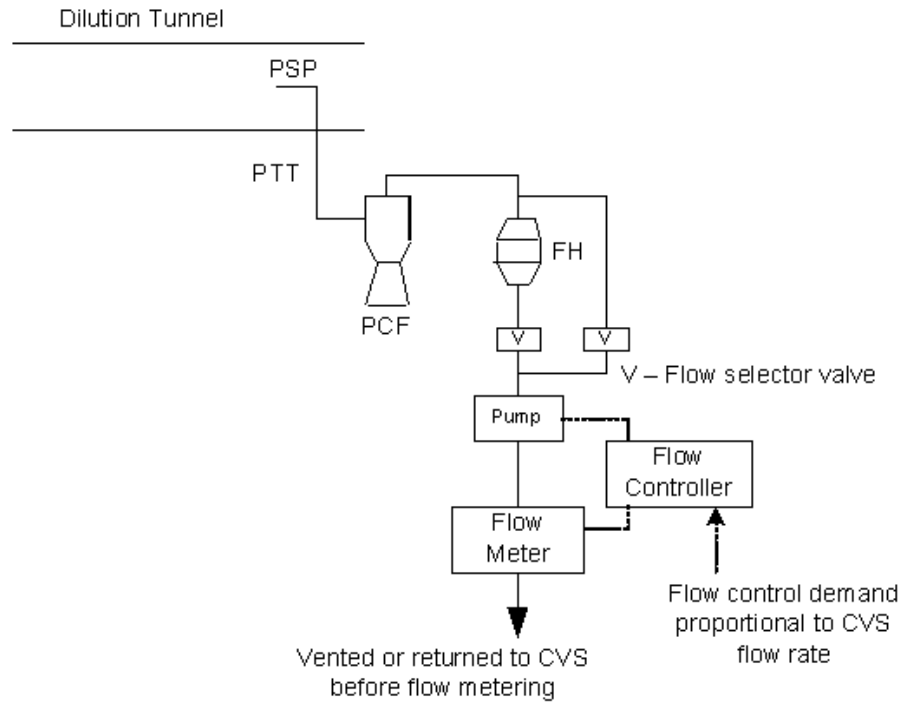 Dilution Tunnel
PSP
PTT
FH
PCF
V
V
V – Flow selector valve
Pump
Flow
Controller
Flow
Meter
Flow control demand
proportional to CVS
flow rate
Vented or returned to CVS
before flow metering